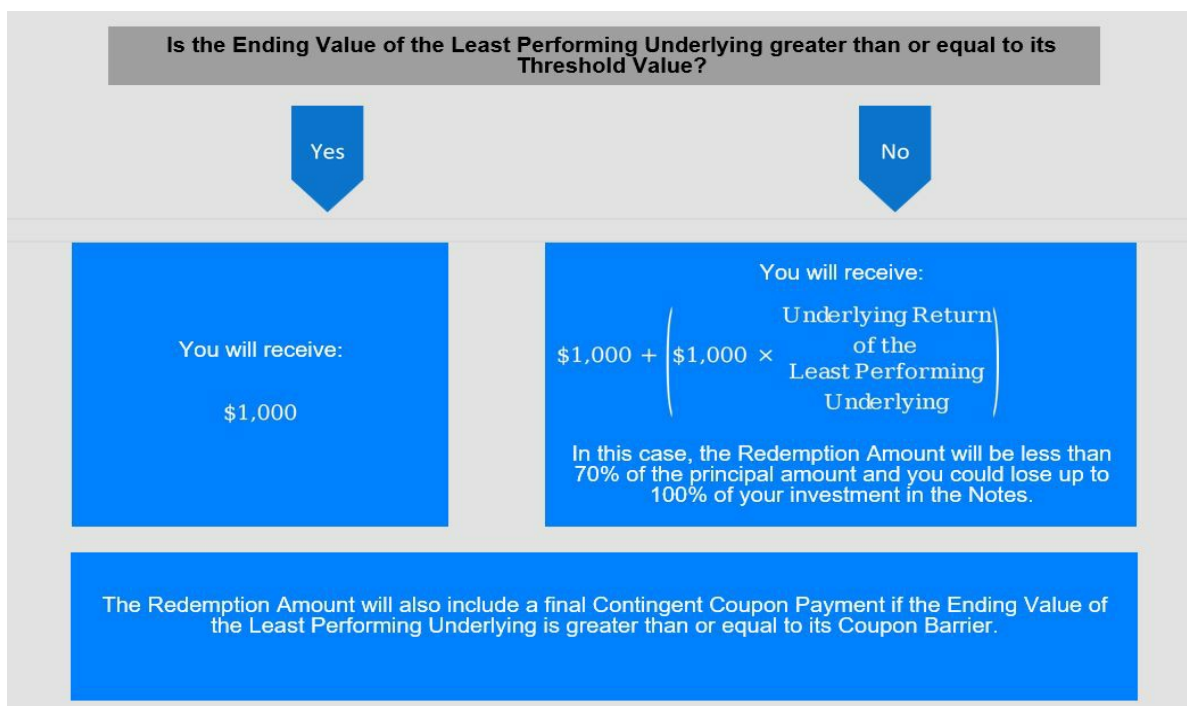 Is the Ending Value of the Least Performing Underlying greater than or equal to its
Threshold Value?
Yes
No
You will receive:
$1,000
You will receive:
$1,000 + ($1,000 × Underlying Return
of the
Least Performing
Underlying)
In this case, the Redemption Amount will be less than
70% of the principal amount and you could lose up to
100% of your investment in the Notes.
The Redemption Amount will also include a final Contingent Coupon Payment if the Ending Value of
the Least Performing Underlying is greater than or equal to its Coupon Barrier.